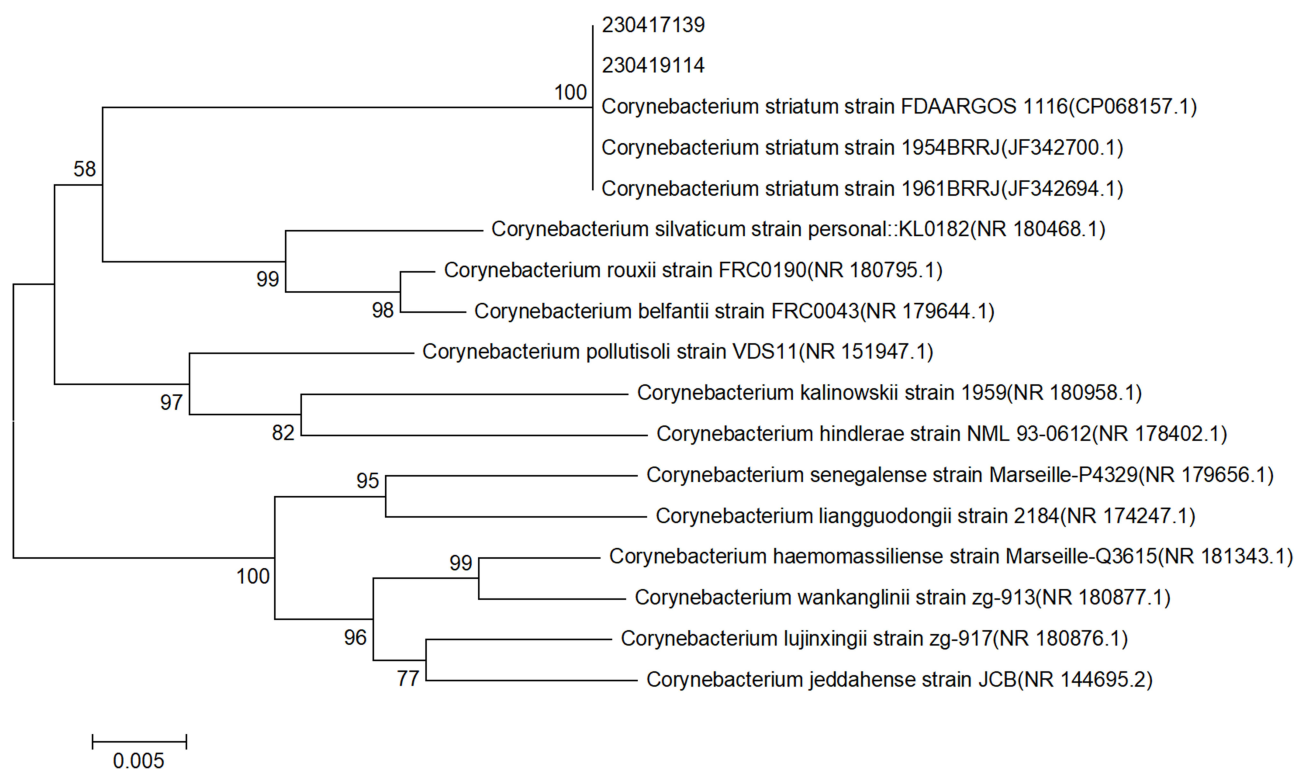 230417139
230419114
100
Corynebacterium striatum strain FDAARGOS 1116(CP068157.1)
Corynebacterium striatum strain 1954BRRJ(JF342700.1)
58
Corynebacterium striatum strain 1961BRRJ(JF342694.1)
Corynebacterium silvaticum strain personal::KL0182(NR 180468.1)
99
Corynebacterium rouxii strain FRC0190(NR 180795.1)
98
Corynebacterium belfantii strain FRC0043(NR 179644.1)
Corynebacterium pollutisoli strain VDS11(NR 151947.1)
97
Corynebacterium kalinowskii strain 1959(NR 180958.1)
82
Corynebacterium hindlerae strain NML 93-0612(NR 178402.1)
95
Corynebacterium senegalense strain Marseille-P4329(NR 179656.1)
Corynebacterium liangguodongii strain 2184(NR 174247.1)
100
99
Corynebacterium haemomassiliense strain Marseille-Q3615(NR 181343.1)
Corynebacterium wankanglinii strain zg-913(NR 180877.1)
96
Corynebacterium lujinxingii strain zg-917(NR 180876.1)
77
Corynebacterium jeddahense strain JCB(NR 144695.2)
0.005